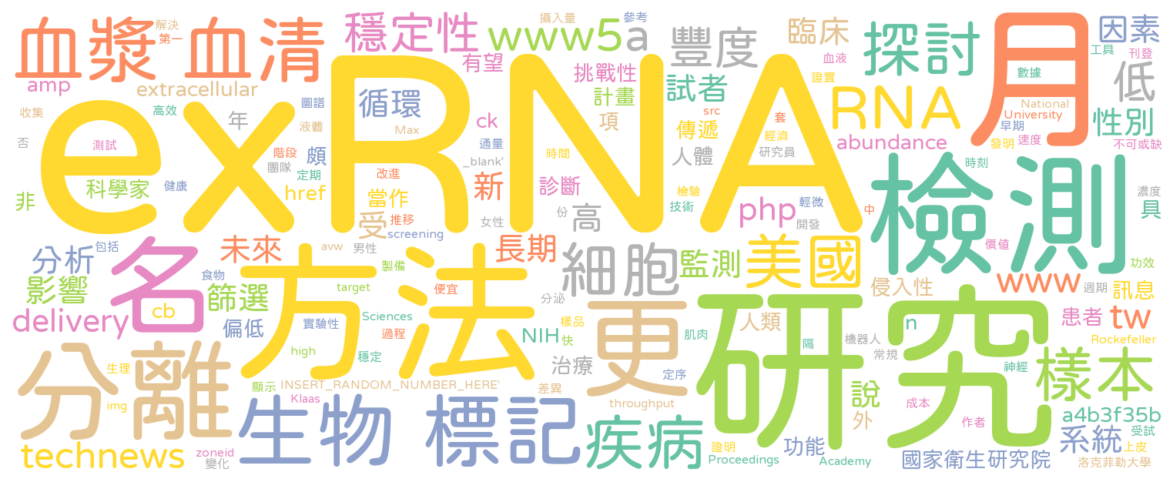 血漿 血清 穩定性 www5a 豐度 臨床 探討 月 因素
解決 第一 攝入量 參考 工具 刊登
amp extracellular 有望 挑戰性 血液 證實 數據 低
exRNA 收集 高效 圖譜 循環 計畫 試者 src RNA National University 性別
否 測試 年 液體 Max ck 項 傳遞 套 經濟 abundance 早期 發明 速度 不可或缺
階段 團隊 頗 通量 _blank' 時間 人體 研究員 時刻
非 科學家 健康 定期 href 改進 當作 新 診斷 檢驗 技術 輕微 php 開發 中 檢測 濃度 具
受 推移 screening 女性 份 高 價值 功效
分析 包括 名 未來 avw 男性 長期 細胞 監測 美國 www 週期 訊息
影響 食物 篩選 方法 製備 target 便宜 分泌 更 侵入性
delivery cb 偏低 實驗性 Sciences 過程 NIH 樣品 快 肌肉 人類 研究 n 患者 tw
分離 high 穩定 治療 隔 機器人 常規 神經 Rockefeller
生理 顯示 INSERT_RANDOM_NUMBER_HERE' 差異 定序 樣本
img 生物 Klaas 標記 throughput 疾病 說 外 成本 作者 a4b3f35b 受試
technews zoneid 變化 證明 Proceedings 功能 Academy 國家衛生研究院 系統 上皮 洛克菲勒大學